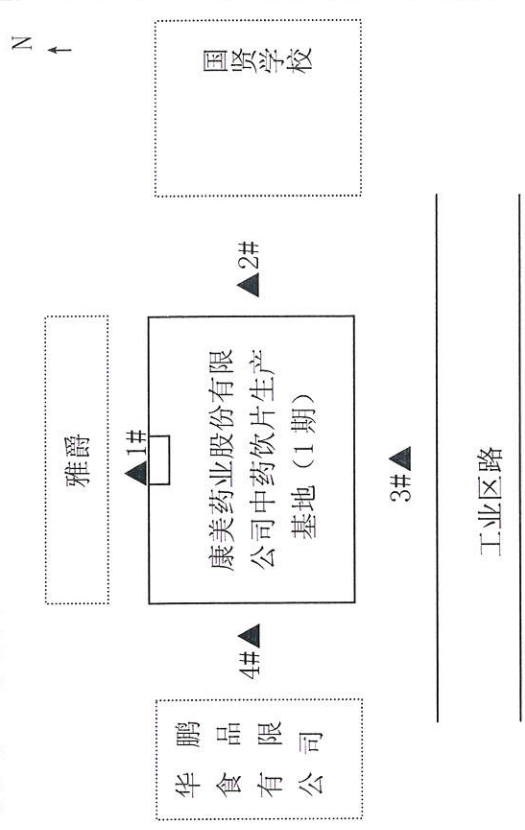 N
雅爵
1#
国贤学校
华鹏
食品
有限
公司
4#
康美药业股份有限
公司中药饮片生产
基地（1期）
2#
3#
工业区路